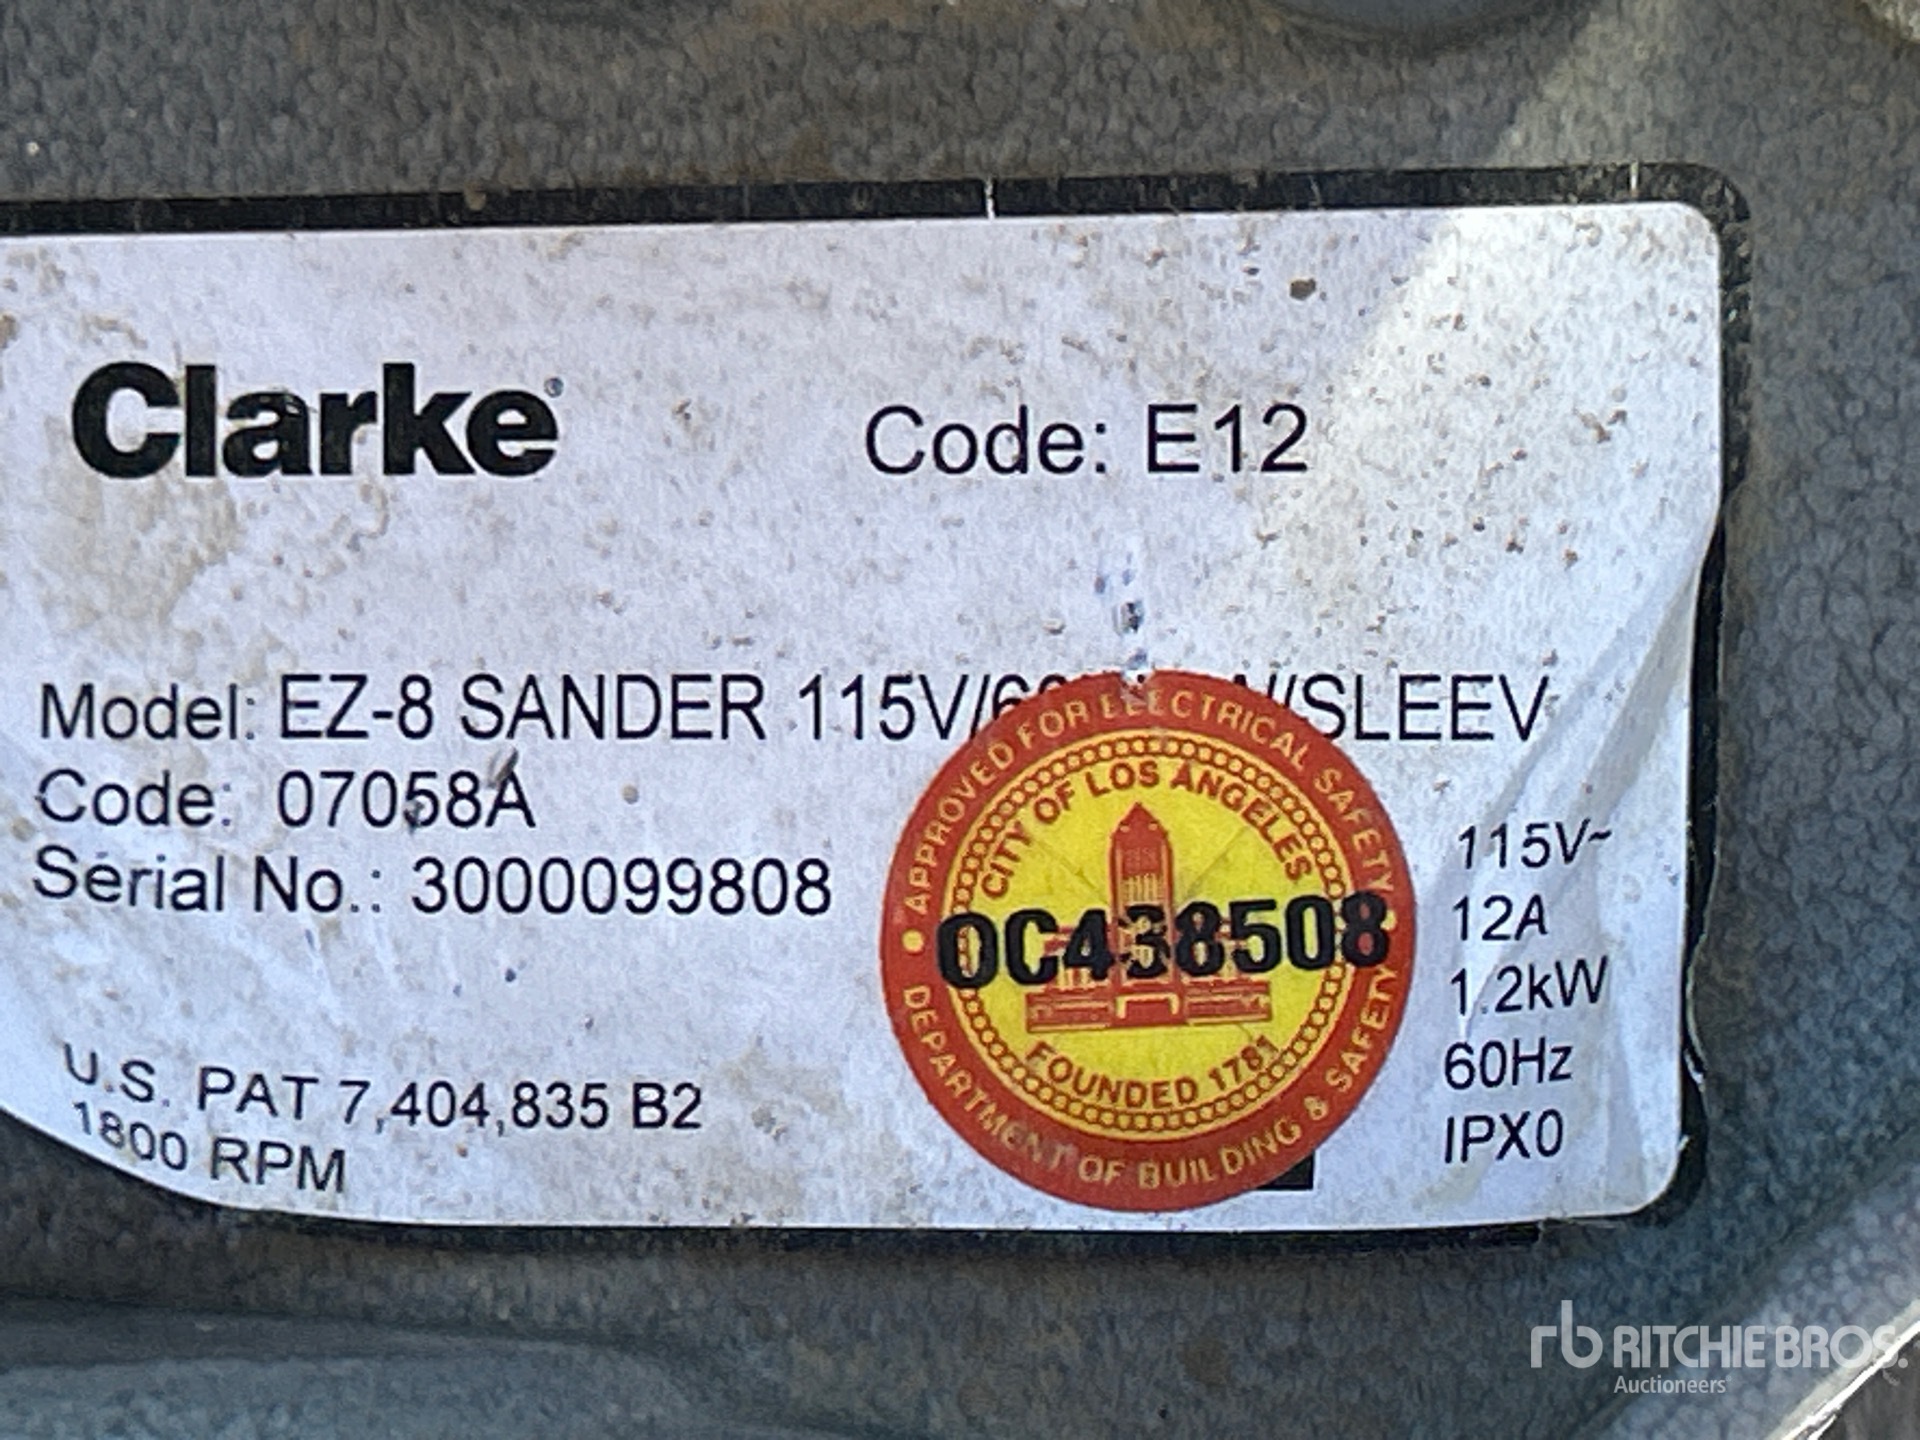 Clarke
Code: E12
Model: EZ-8 SANDER 115V/ W/SLEEV
Code: 07058A
Serial No.: 3000099808
U.S. PAT 7,404,835 B2
1800 RPM
APPROVED FOR ELECTRICAL SAFETY
CITY OF LOS ANGELES
OC438508
FOUNDED 1781
DEPARTMENT OF BUILDING & SAFETY
115V~
12A
1.2kW
60Hz
IPX0
rb RITCHIE BROS.
Auctioneers